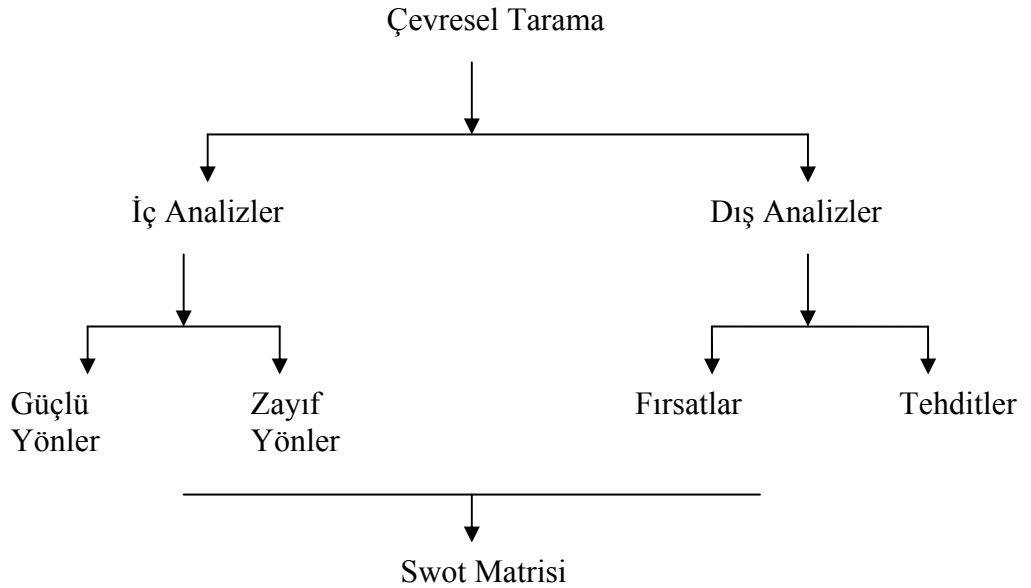 Çevresel Tarama
İç Analizler
Dış Analizler
Güçlü
Yönler
Zayıf
Yönler
Fırsatlar
Tehditler
Swot Matrisi